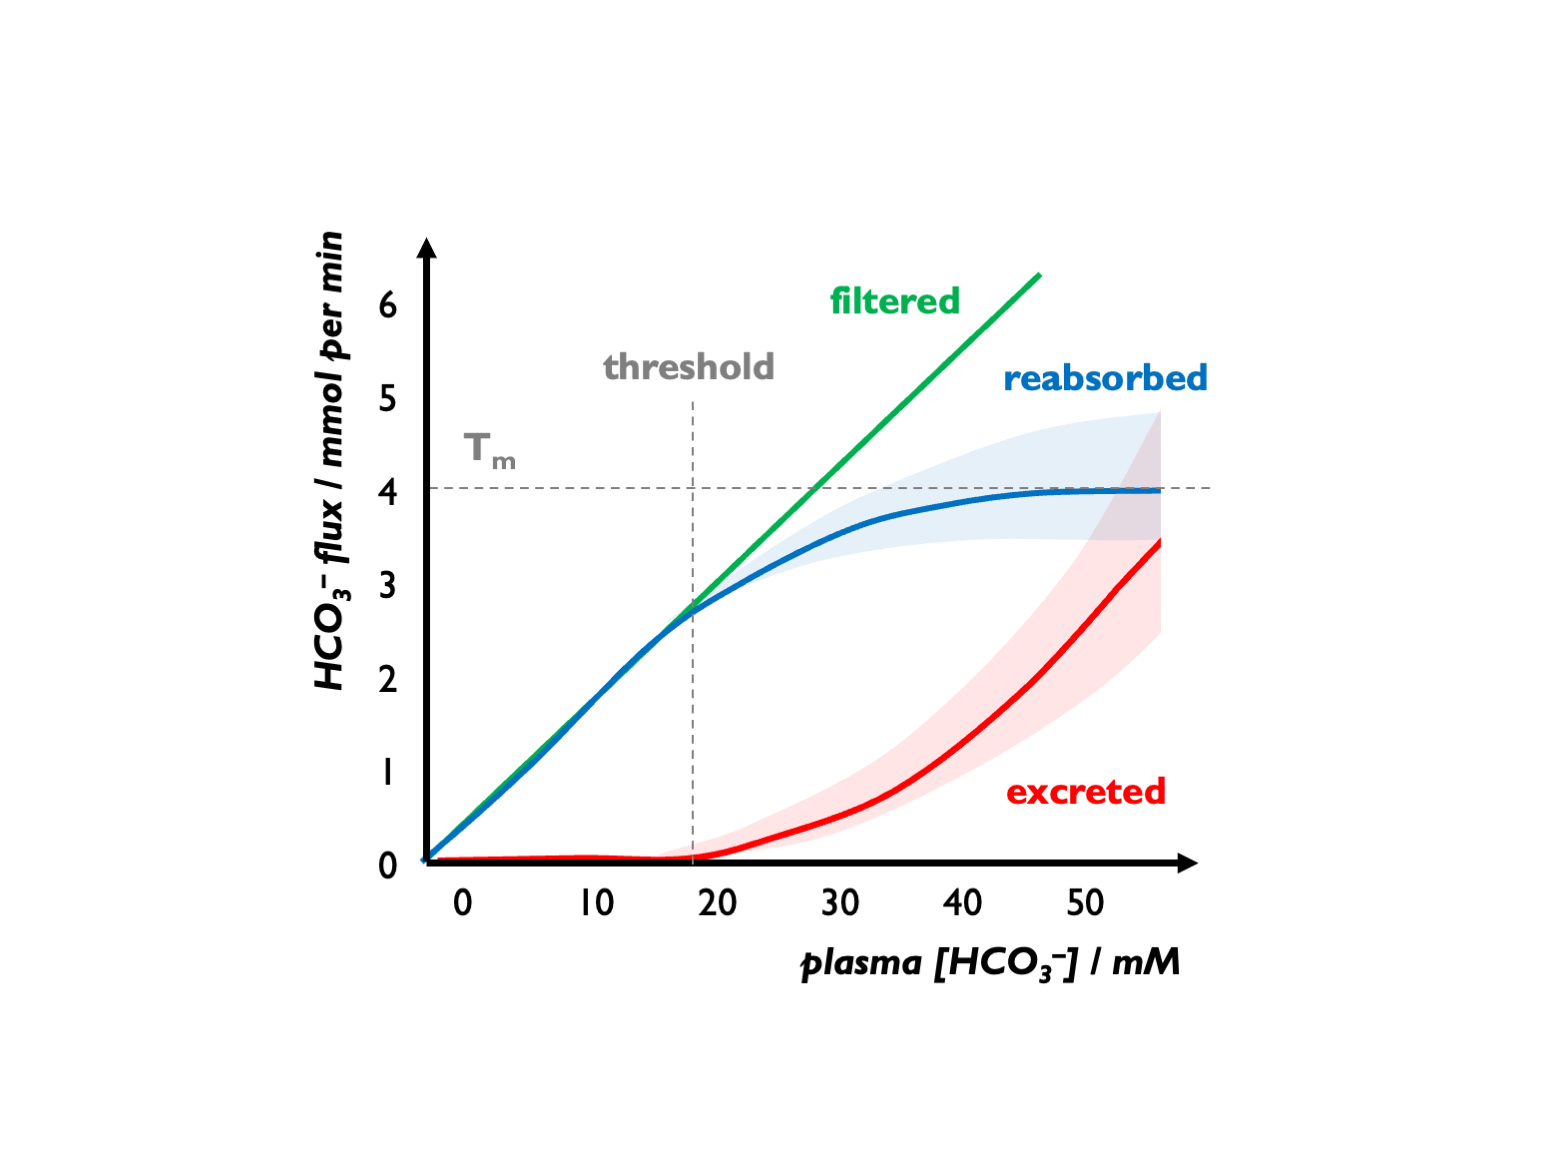 HCO₃⁻ flux / mmol per min
6
5
4
3
2
1
0
filtered
threshold
reabsorbed
Tₘ
excreted
0 10 20 30 40 50
plasma [HCO₃⁻] / mM